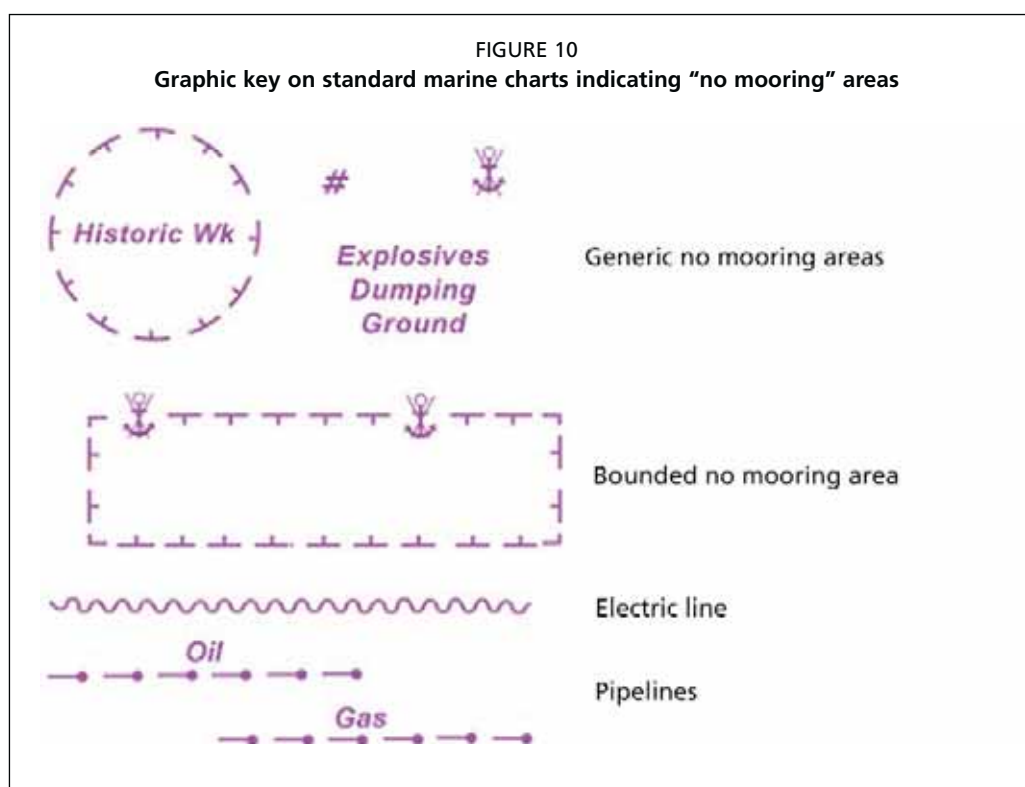 FIGURE 10
Graphic key on standard marine charts indicating “no mooring” areas
Historic Wk
#
Explosives
Dumping
Ground
Generic no mooring areas
Bounded no mooring area
Electric line
Oil
Pipelines
Gas